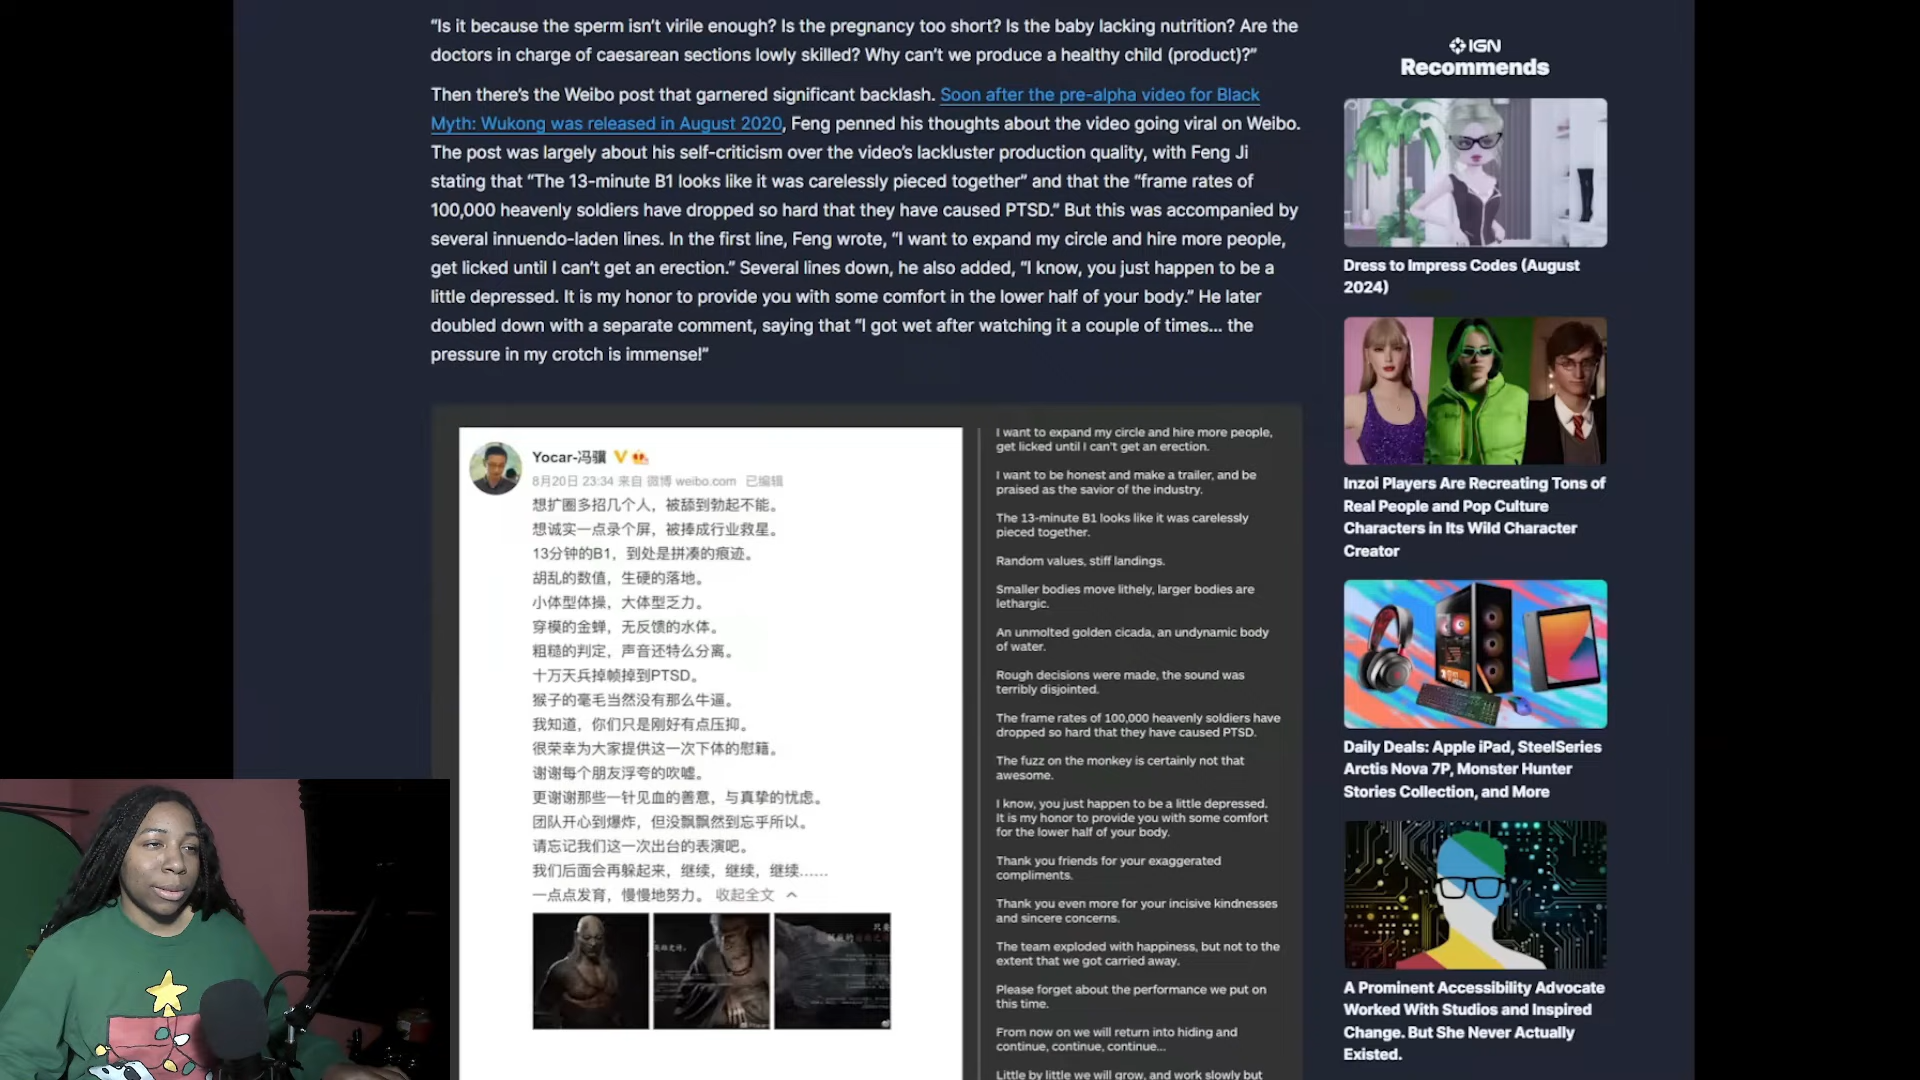 “Is it because the sperm isn’t virile enough? Is the pregnancy too short? Is the baby lacking nutrition? Are the
doctors in charge of caesarean sections lowly skilled? Why can’t we produce a healthy child (product)?”
Then there’s the Weibo post that garnered significant backlash. Soon after the pre-alpha video for Black
Myth: Wukong was released in August 2020, Feng penned his thoughts about the video going viral on Weibo.
The post was largely about his self-criticism over the video’s lackluster production quality, with Feng Ji
stating that “The 13-minute B1 looks like it was carelessly pieced together” and that the “frame rates of
100,000 heavenly soldiers have dropped so hard that they have caused PTSD.” But this was accompanied by
several innuendo-laden lines. In the first line, Feng wrote, “I want to expand my circle and hire more people,
get licked until I can’t get an erection.” Several lines down, he also added, “I know, you just happen to be a
little depressed. It is my honor to provide you with some comfort in the lower half of your body.” He later
doubled down with a separate comment, saying that “I got wet after watching it a couple of times... the
pressure in my crotch is immense!”
Yocar-冯骥
8月20日 23:34 来自 微博 weibo.com 已编辑
想扩圈多招几个人，被舔到勃起不能。
想诚实一点录个屏，被捧成行业救星。
13分钟的B1，到处是拼凑的痕迹。
胡乱的数值，生硬的落地。
小体型体操，大体型乏力。
穿模的金蝉，无反馈的水体。
粗糙的判定，声音还特么分离。
十万天兵掉帧掉到PTSD。
猴子的毫毛当然没有那么牛逼。
我知道，你们只是刚好有点压抑。
很荣幸为大家提供这一次下体的慰籍。
谢谢每个朋友浮夸的吹嘘。
更谢谢那些一针见血的善意，与真挚的忧虑。
团队开心到爆炸，但没飘飘然到忘乎所以。
请忘记我们这一次出台的表演吧。
我们后面会再躲起来，继续，继续，继续......
一点点发育，慢慢地努力。 收起全文
I want to expand my circle and hire more people,
get licked until I can't get an erection.
I want to be honest and make a trailer, and be
praised as the savior of the industry.
The 13-minute B1 looks like it was carelessly
pieced together.
Random values, stiff landings.
Smaller bodies move lithely, larger bodies are
lethargic.
An unmolted golden cicada, an undynamic body
of water.
Rough decisions were made, the sound was
terribly disjointed.
The frame rates of 100,000 heavenly soldiers have
dropped so hard that they have caused PTSD.
The fuzz on the monkey is certainly not that
awesome.
I know, you just happen to be a little depressed.
It is my honor to provide you with some comfort
for the lower half of your body.
Thank you friends for your exaggerated
compliments.
Thank you even more for your incisive kindnesses
and sincere concerns.
The team exploded with happiness, but not to the
extent that we got carried away.
Please forget about the performance we put on
this time.
From now on we will return into hiding and
continue, continue, continue...
Little by little we will grow, and work slowly but
IGN
Recommends
Dress to Impress Codes (August
2024)
Inzoi Players Are Recreating Tons of
Real People and Pop Culture
Characters in Its Wild Character
Creator
Daily Deals: Apple iPad, SteelSeries
Arctis Nova 7P, Monster Hunter
Stories Collection, and More
A Prominent Accessibility Advocate
Worked With Studios and Inspired
Change. But She Never Actually
Existed.